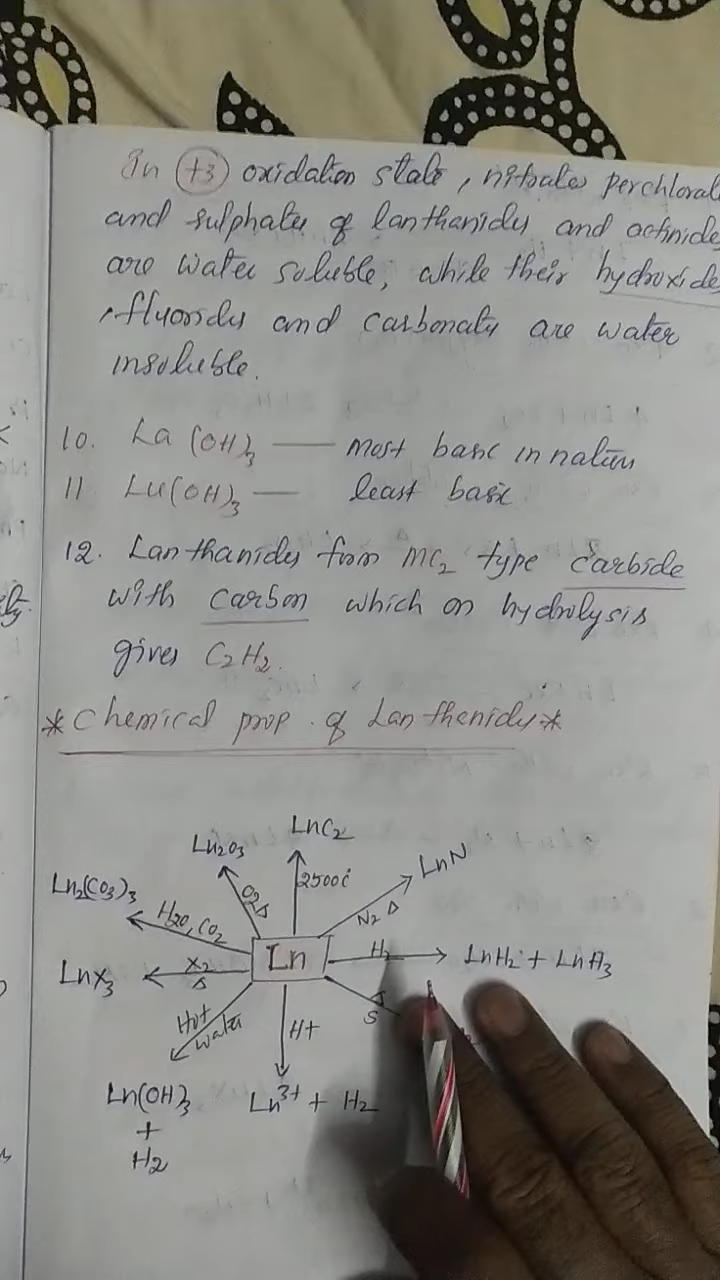 In +3 oxidation state, nitrates perchlorat
and sulphates of lanthanides and actinide
are water soluble, while their hydroxide
, fluorides and carbonates are water
insoluble.
10. La(OH)3 — most basic in nature
11 Lu(OH)3 — least basic
12. Lanthanides form MC2 type carbide
with carbon which on hydrolysis
gives C2H2.
*Chemical prop. of Lanthenides*
LnC2
Ln2O3
LnN
Ln2(CO3)3
O2 Δ
2500°C
N2 Δ
H2O, CO2
Ln
H2
LnH2 + LnH3
LnX3
X2
Δ
Δ
S
Hot
water
H+
Ln(OH)3
+
H2
Ln3+ + H2